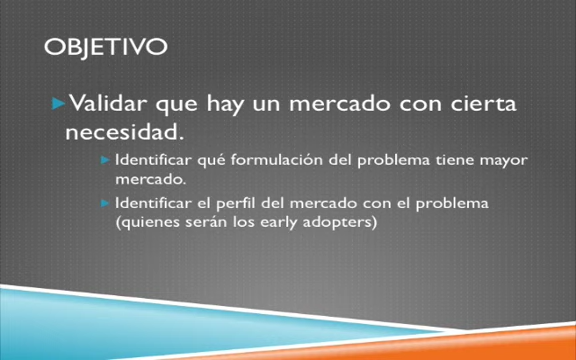 OBJETIVO
Validar que hay un mercado con cierta
necesidad.
Identificar qué formulación del problema tiene mayor
mercado.
Identificar el perfil del mercado con el problema
(quienes serán los early adopters)